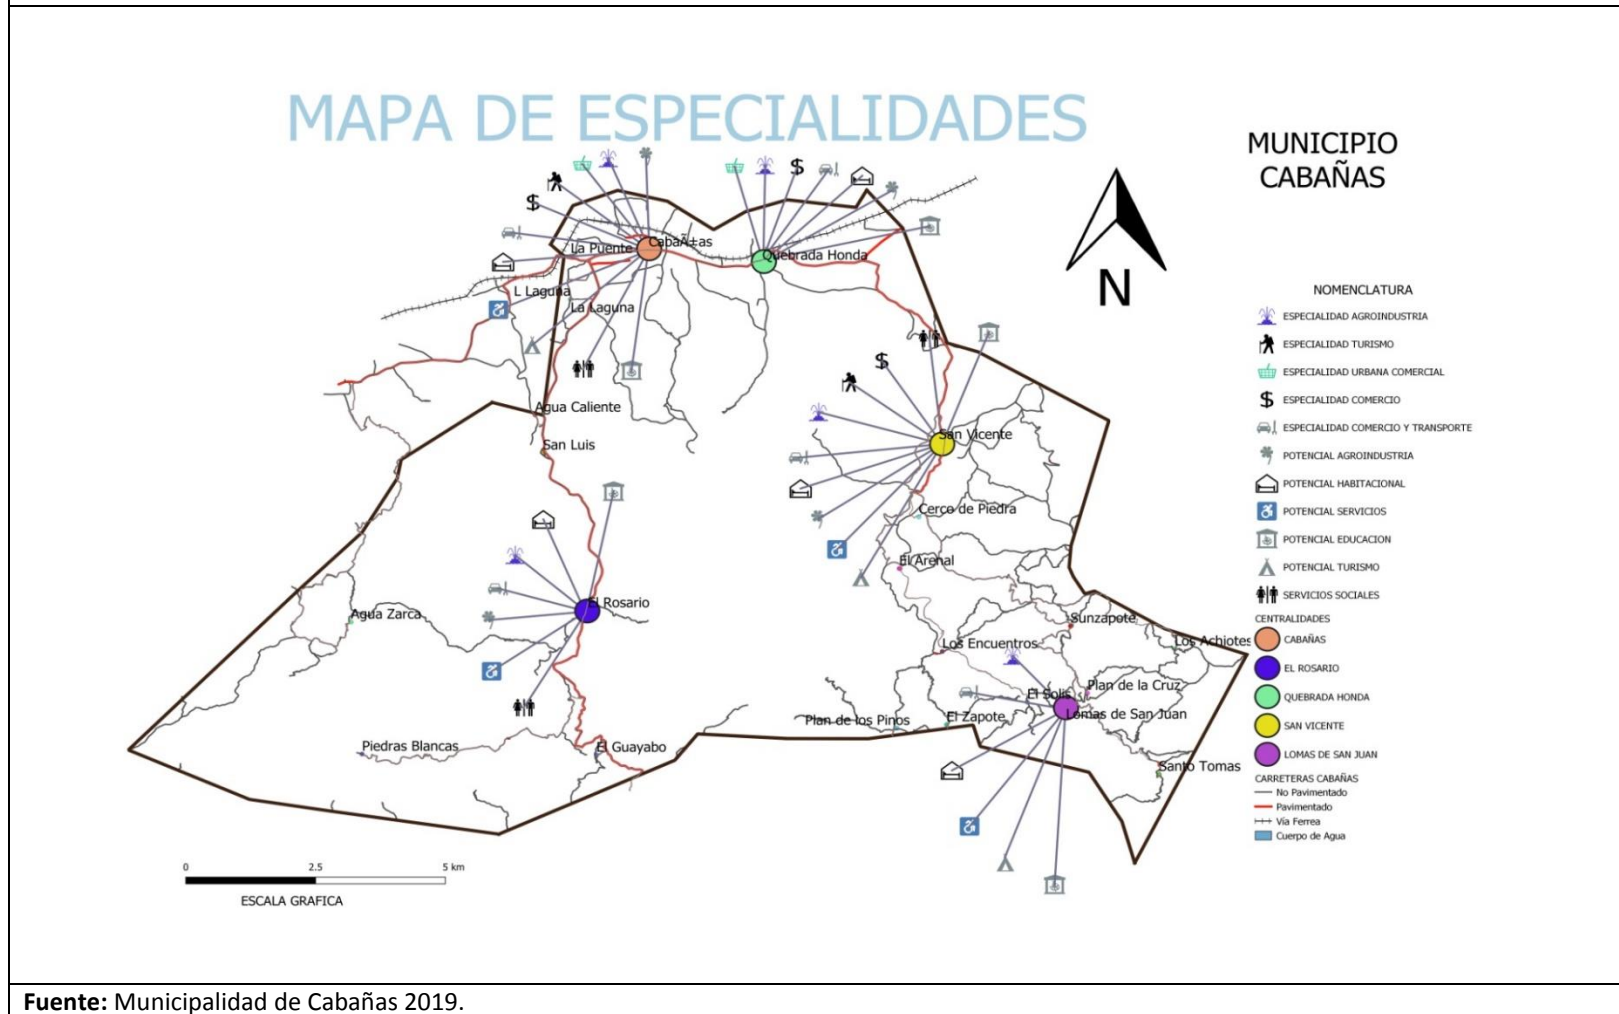 MAPA DE ESPECIALIDADES
MUNICIPIO
CABAÑAS
$
$
La Puente
CabaÃ±as
Quebrada Honda
L Laguna
La Laguna
N
$
Agua Caliente
San Luis
San Vicente
Cerco de Piedra
El Arenal
El Rosario
Agua Zarca
Sunzapote
Los Encuentros
Los Achiotes
Plan de la Cruz
El Solis
Lomas de San Juan
Plan de los Pinos
El Zapote
Piedras Blancas
El Guayabo
Santo Tomas
NOMENCLATURA
ESPECIALIDAD AGROINDUSTRIA
ESPECIALIDAD TURISMO
ESPECIALIDAD URBANA COMERCIAL
$ ESPECIALIDAD COMERCIO
ESPECIALIDAD COMERCIO Y TRANSPORTE
POTENCIAL AGROINDUSTRIA
POTENCIAL HABITACIONAL
POTENCIAL SERVICIOS
POTENCIAL EDUCACION
POTENCIAL TURISMO
SERVICIOS SOCIALES
CENTRALIDADES
CABAÑAS
EL ROSARIO
QUEBRADA HONDA
SAN VICENTE
LOMAS DE SAN JUAN
CARRETERAS CABAÑAS
No Pavimentado
Pavimentado
Vía Ferrea
Cuerpo de Agua
0 2.5 5 km
ESCALA GRAFICA
Fuente: Municipalidad de Cabañas 2019.